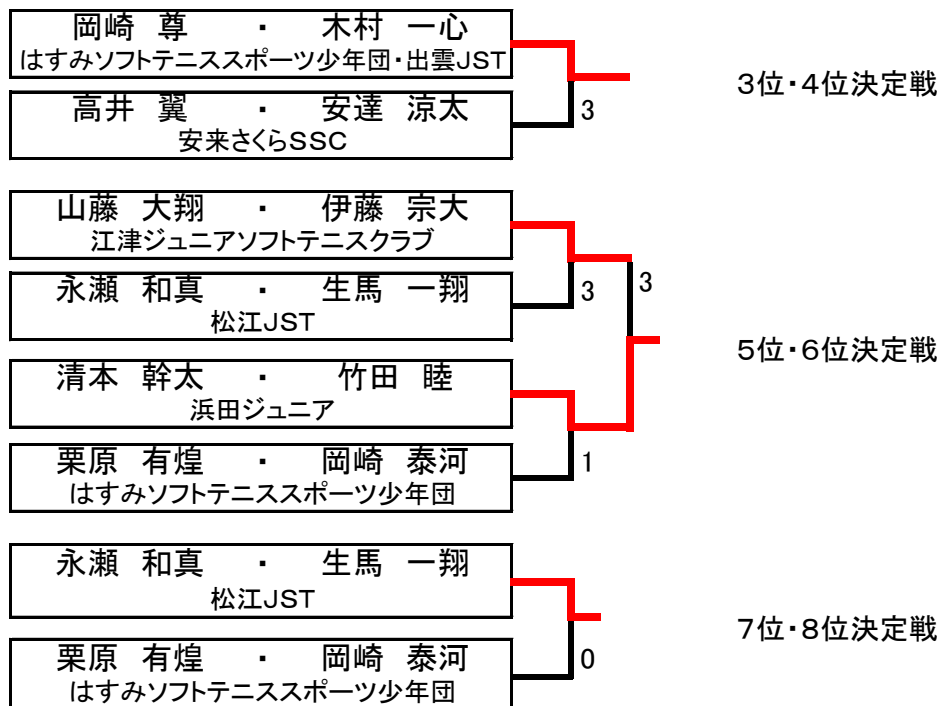 岡崎 尊 ・ 木村 一心
はすみソフトテニススポーツ少年団・出雲JST
3位・4位決定戦
高井 翼 ・ 安達 涼太
3
安来さくらSSC
山藤 大翔 ・ 伊藤 宗大
江津ジュニアソフトテニスクラブ
永瀬 和真 ・ 生馬 一翔
3
3
松江JST
5位・6位決定戦
清本 幹太 ・ 竹田 睦
浜田ジュニア
栗原 有煌 ・ 岡崎 泰河
1
はすみソフトテニススポーツ少年団
永瀬 和真 ・ 生馬 一翔
松江JST
7位・8位決定戦
栗原 有煌 ・ 岡崎 泰河
0
はすみソフトテニススポーツ少年団